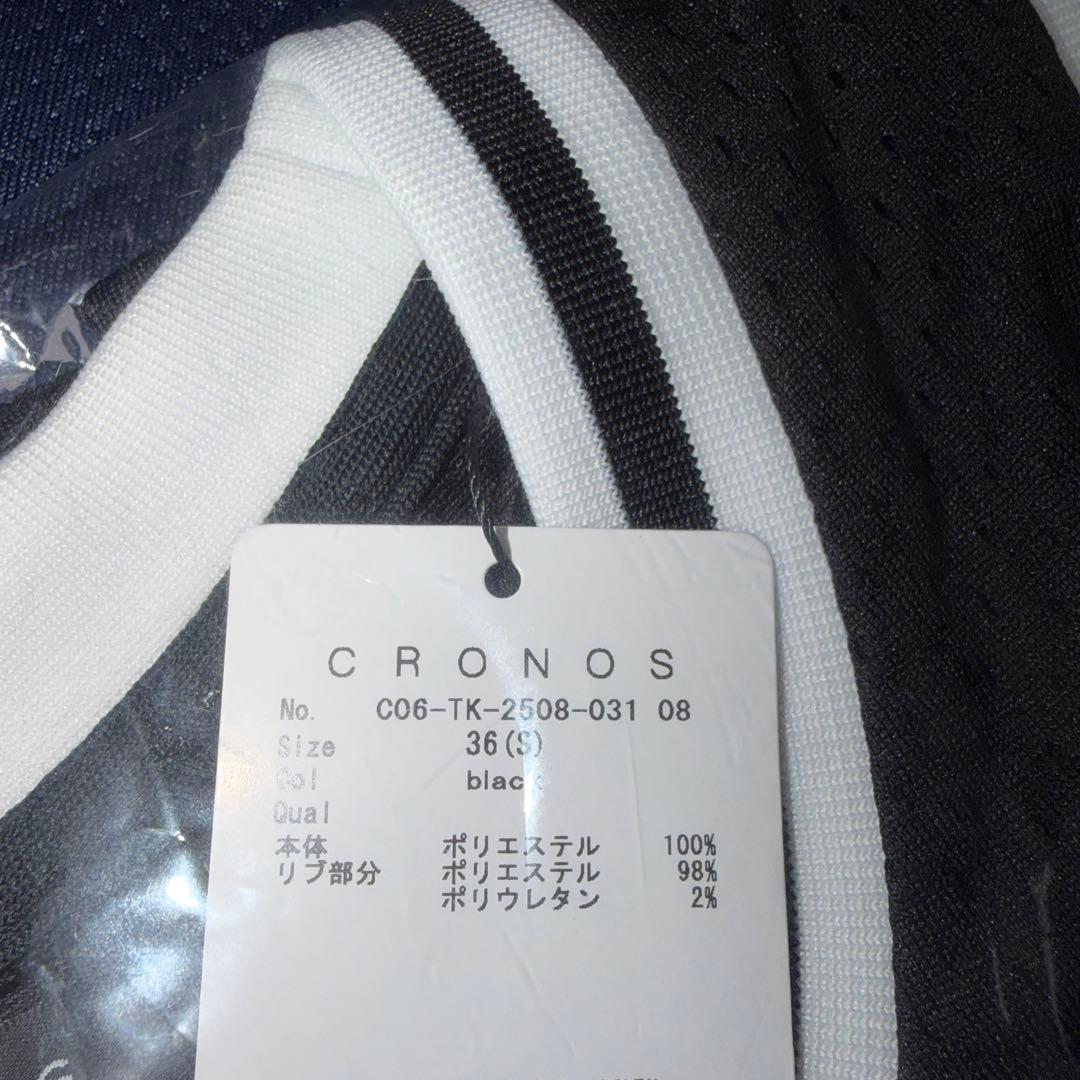 CRONOS
No. C06-TK-2508-031 08
Size 36(S)
Col black
Qual
本体 ポリエステル 100%
リブ部分 ポリエステル 98%
ポリウレタン 2%